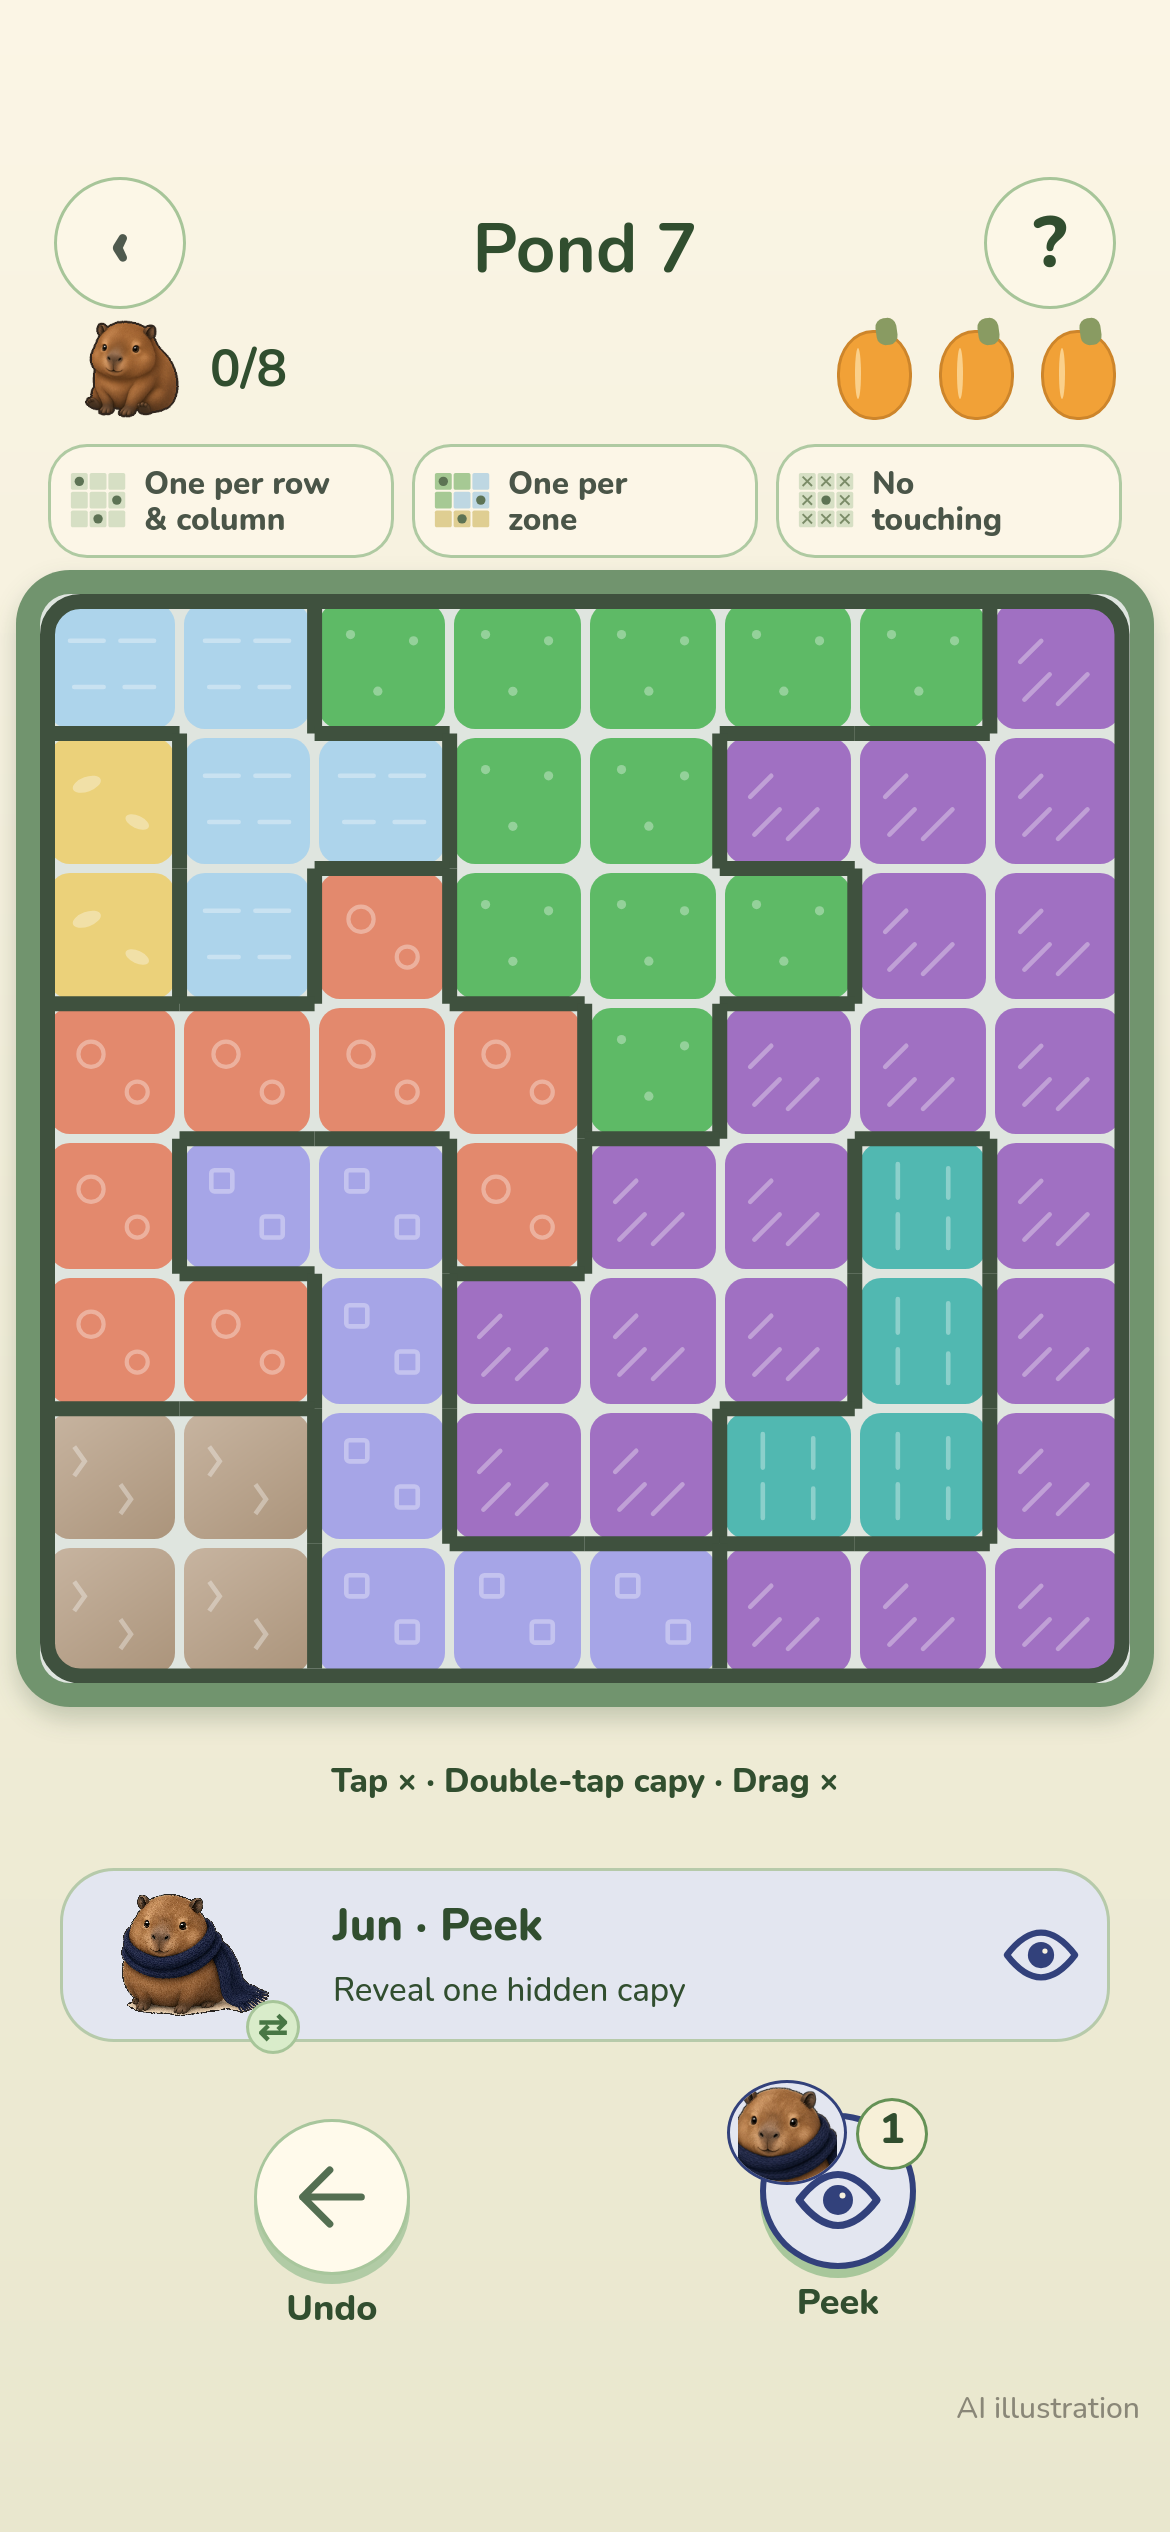 Pond 7
?
0/8
One per row
& column
One per
zone
No
touching
Tap × · Double-tap capy · Drag ×
Jun · Peek
Reveal one hidden capy
1
Undo
Peek
AI illustration